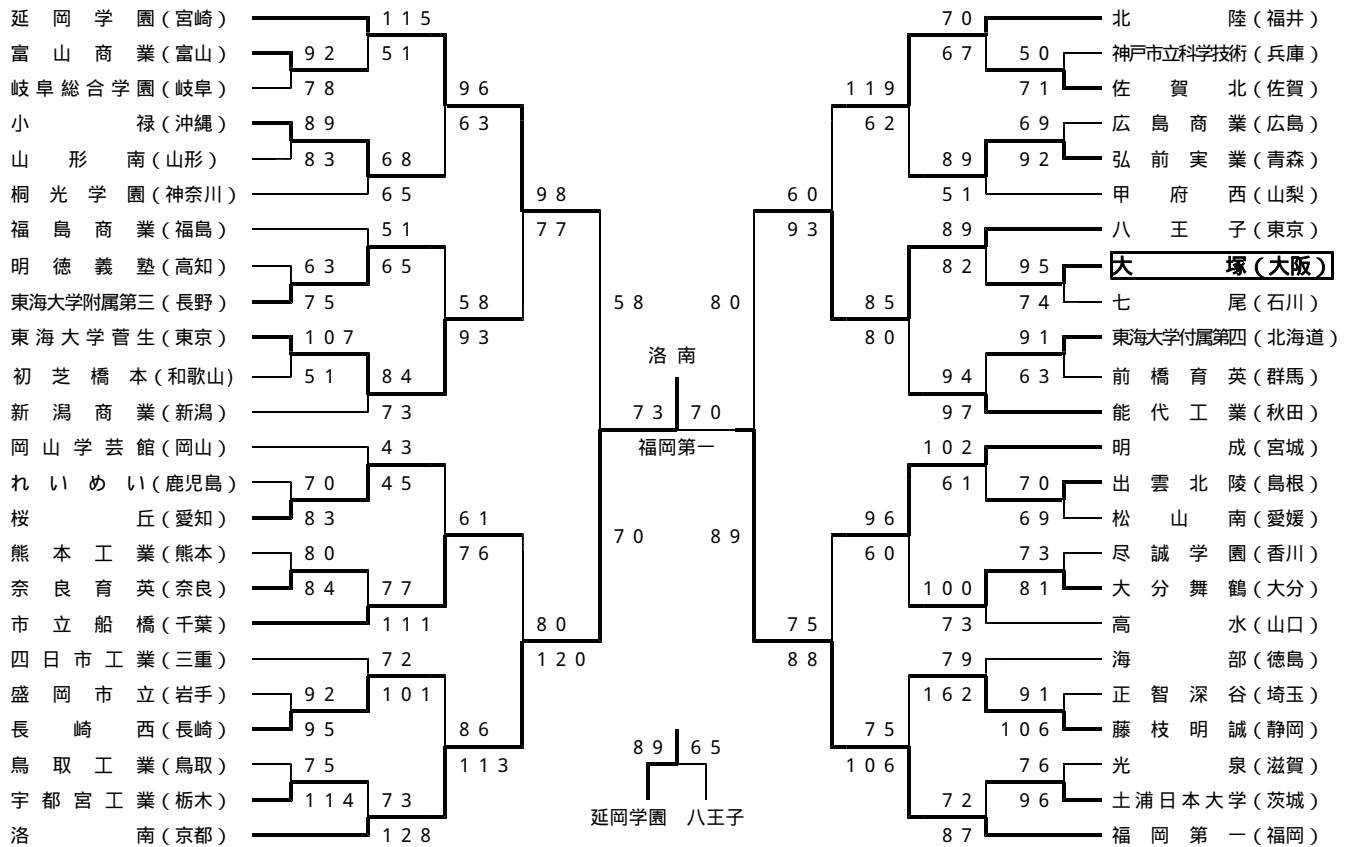 延岡学園（宮崎） 115 70 北陸（福井）
富山商業（富山） 92 51 67 50 神戸市立科学技術（兵庫）
岐阜総合学園（岐阜） 78 96 119 71 佐賀北（佐賀）
小禄（沖縄） 89 63 62 69 広島商業（広島）
山形南（山形） 83 68 89 92 弘前実業（青森）
桐光学園（神奈川） 65 98 60 51 甲府西（山梨）
福島商業（福島） 51 77 93 89 八王子（東京）
明徳義塾（高知） 63 65 82 95 大塚（大阪）
東海大学附属第三（長野） 75 58 58 80 85 74 七尾（石川）
東海大学菅生（東京） 107 93 80 91 東海大学付属第四（北海道）
洛南
初芝橋本（和歌山） 51 84 94 63 前橋育英（群馬）
新潟商業（新潟） 73 73 70 97 能代工業（秋田）
岡山学芸館（岡山） 43 福岡第一 102 明成（宮城）
れいめい（鹿児島） 70 45 61 70 出雲北陵（島根）
桜丘（愛知） 83 61 96 69 松山南（愛媛）
70 89
熊本工業（熊本） 80 76 60 73 尽誠学園（香川）
奈良育英（奈良） 84 77 100 81 大分舞鶴（大分）
市立船橋（千葉） 111 80 75 73 高水（山口）
四日市工業（三重） 72 120 88 79 海部（徳島）
盛岡市立（岩手） 92 101 162 91 正智深谷（埼玉）
長崎西（長崎） 95 86 75 106 藤枝明誠（静岡）
89 65
鳥取工業（鳥取） 75 113 106 76 光泉（滋賀）
宇都宮工業（栃木） 114 73 72 96 土浦日本大学（茨城）
延岡学園 八王子
洛南（京都） 128 87 福岡第一（福岡）